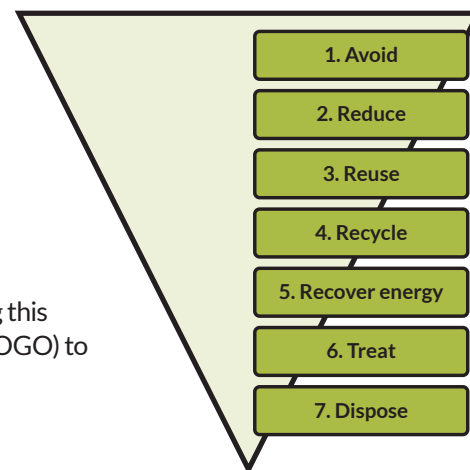 1. Avoid
2. Reduce
3. Reuse
4. Recycle
5. Recover energy
this
OGO) to
6. Treat
7. Dispose